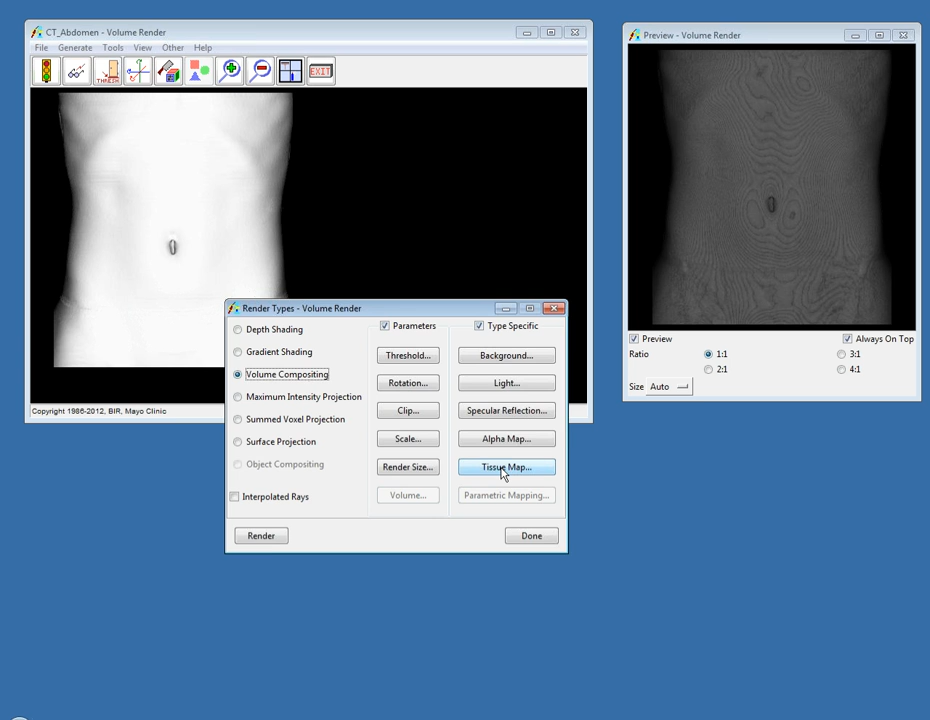 CT_Abdomen - Volume Render
File Generate Tools View Other Help
THRESH
EXIT
Copyright 1986-2012, BIR, Mayo Clinic
Render Types - Volume Render
Depth Shading
Gradient Shading
Volume Compositing
Maximum Intensity Projection
Summed Voxel Projection
Surface Projection
Object Compositing
Interpolated Rays
Parameters
Threshold...
Rotation...
Clip...
Scale...
Render Size...
Volume...
Type Specific
Background...
Light...
Specular Reflection...
Alpha Map...
Tissue Map...
Parametric Mapping...
Render
Done
Preview - Volume Render
Preview
Always On Top
Ratio 1:1 3:1
2:1 4:1
Size Auto